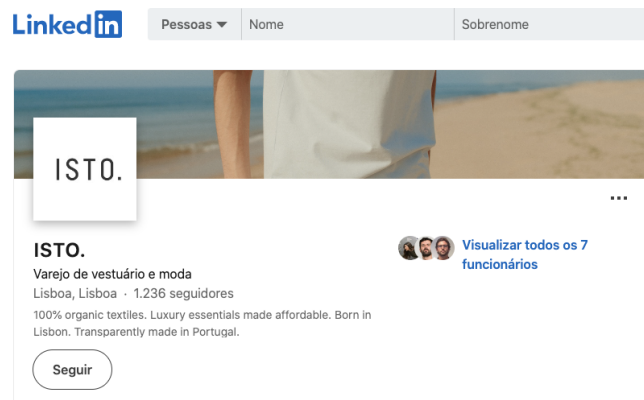 LinkedIn
Pessoas Nome Sobrenome
ISTO.
ISTO.
Varejo de vestuário e moda
Lisboa, Lisboa · 1.236 seguidores
100% organic textiles. Luxury essentials made affordable. Born in
Lisbon. Transparently made in Portugal.
Seguir
Visualizar todos os 7
funcionários